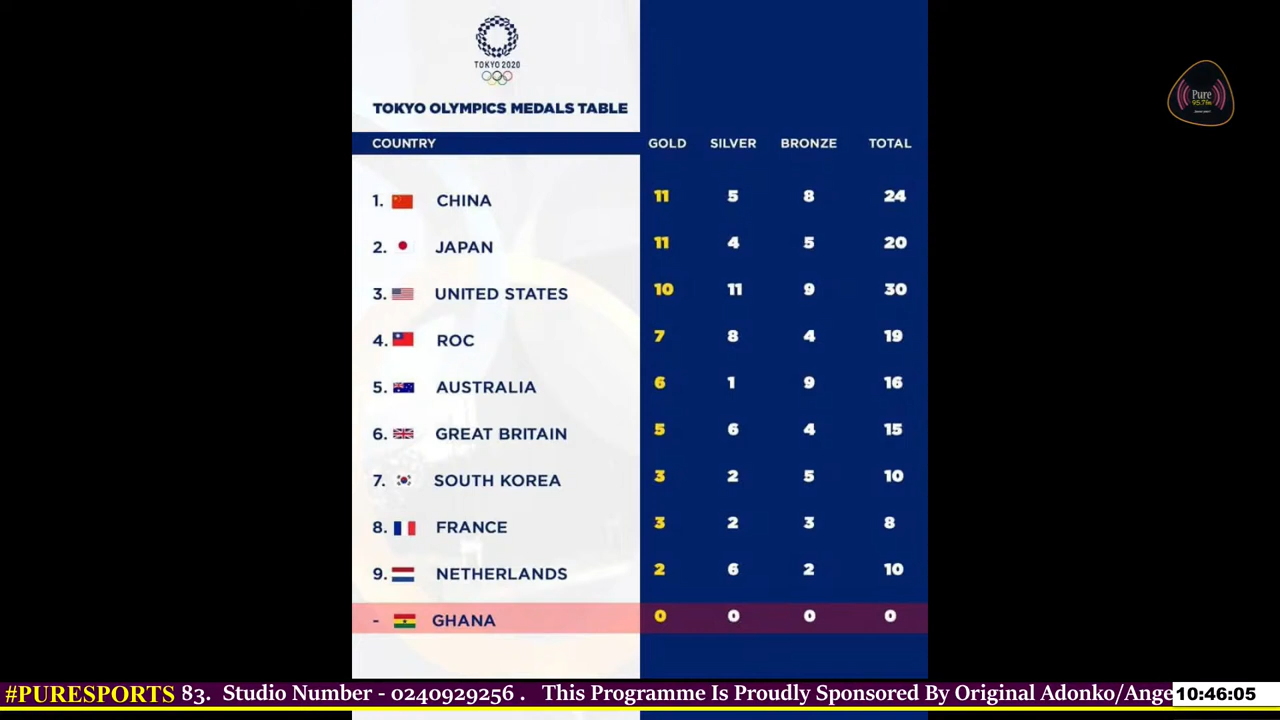 TOKYO 2020
TOKYO OLYMPICS MEDALS TABLE
COUNTRY GOLD SILVER BRONZE TOTAL
1. CHINA 11 5 8 24
2. JAPAN 11 4 5 20
3. UNITED STATES 10 11 9 30
4. ROC 7 8 4 19
5. AUSTRALIA 6 1 9 16
6. GREAT BRITAIN 5 6 4 15
7. SOUTH KOREA 3 2 5 10
8. FRANCE 3 2 3 8
9. NETHERLANDS 2 6 2 10
- GHANA 0 0 0 0
Pure
95.7fm
#PURESPORTS 83. Studio Number - 0240929256 . This Programme Is Proudly Sponsored By Original Adonko/Ange 10:46:05